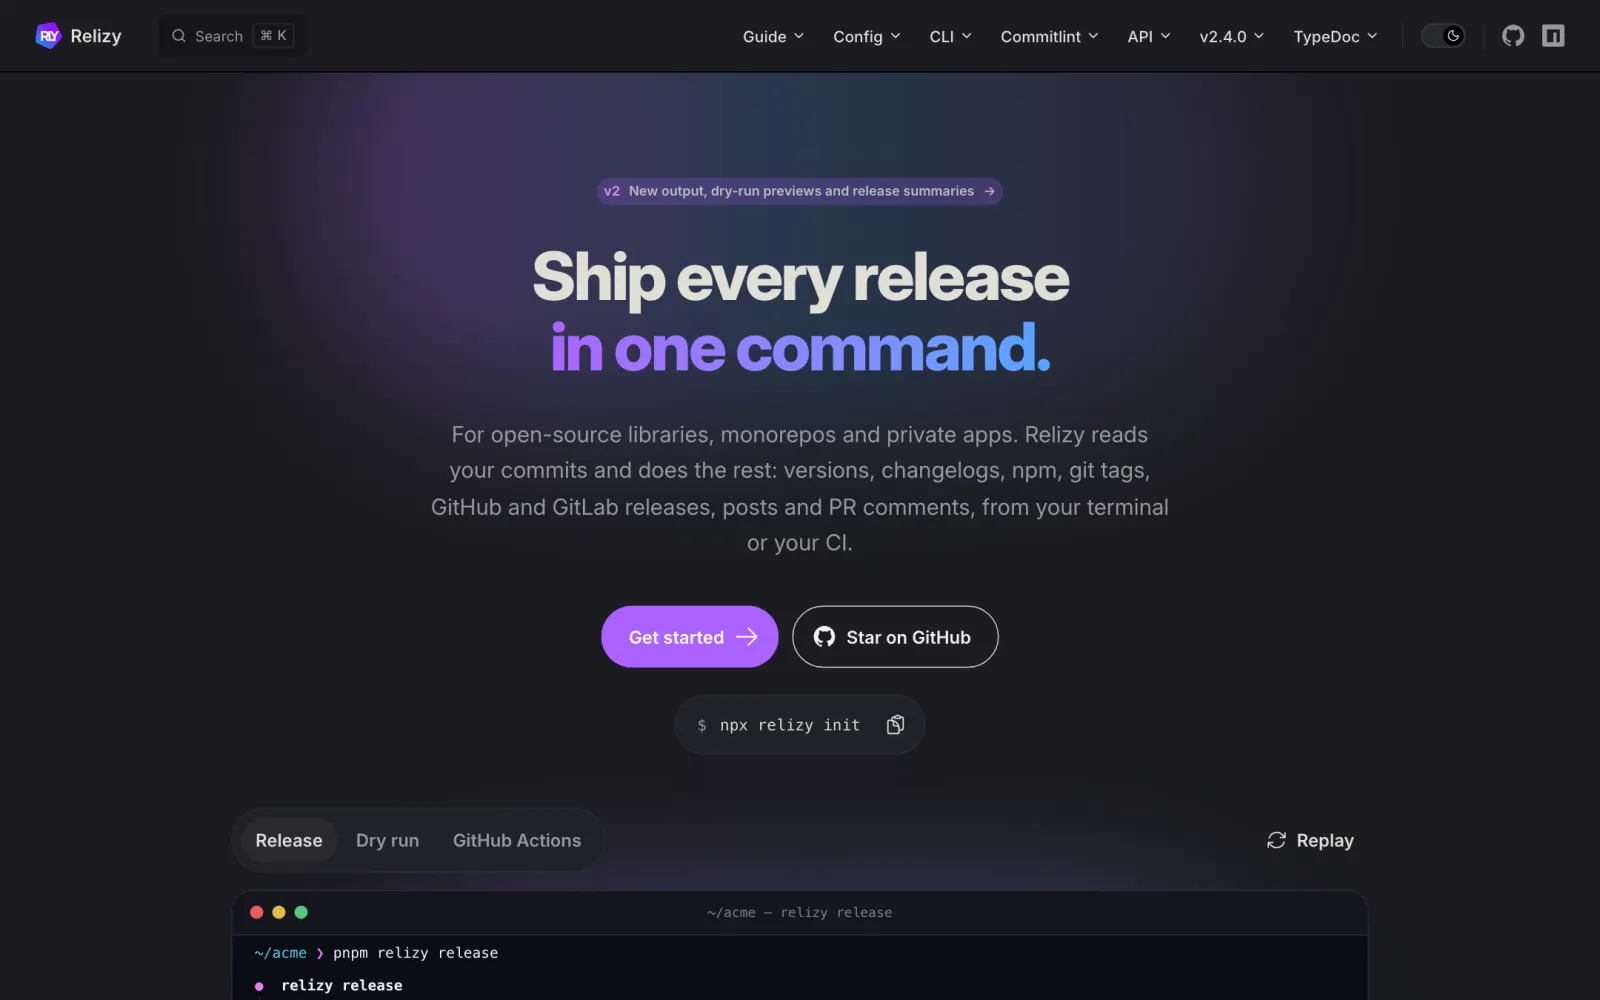 RLY Relizy Search ⌘ K Guide Config CLI Commitlint API v2.4.0 TypeDoc
v2 New output, dry-run previews and release summaries →
Ship every release
in one command.
For open-source libraries, monorepos and private apps. Relizy reads
your commits and does the rest: versions, changelogs, npm, git tags,
GitHub and GitLab releases, posts and PR comments, from your terminal
or your CI.
Get started → Star on GitHub
$ npx relizy init
Release Dry run GitHub Actions Replay
~/acme — relizy release
~/acme ❯ pnpm relizy release
● relizy release